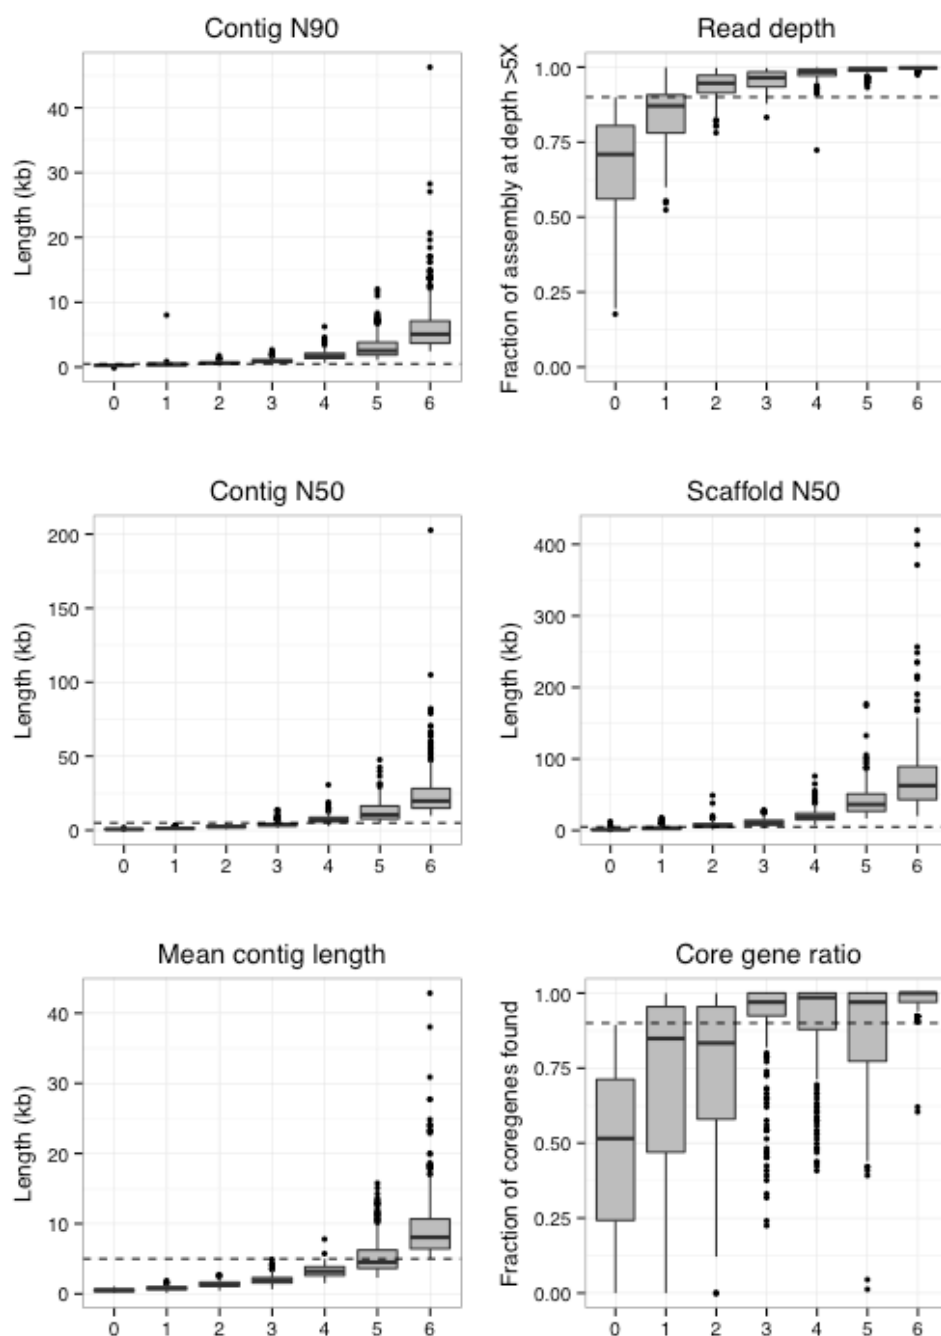 Contig N90
Length (kb)
40
30
20
10
0
0 1 2 3 4 5 6
Read depth
Fraction of assembly at depth >5X
1.00
0.75
0.50
0.25
0.00
0 1 2 3 4 5 6
Contig N50
Length (kb)
200
150
100
50
0
0 1 2 3 4 5 6
Scaffold N50
Length (kb)
400
300
200
100
0
0 1 2 3 4 5 6
Mean contig length
Length (kb)
40
30
20
10
0
0 1 2 3 4 5 6
Core gene ratio
Fraction of coregenes found
1.00
0.75
0.50
0.25
0.00
0 1 2 3 4 5 6